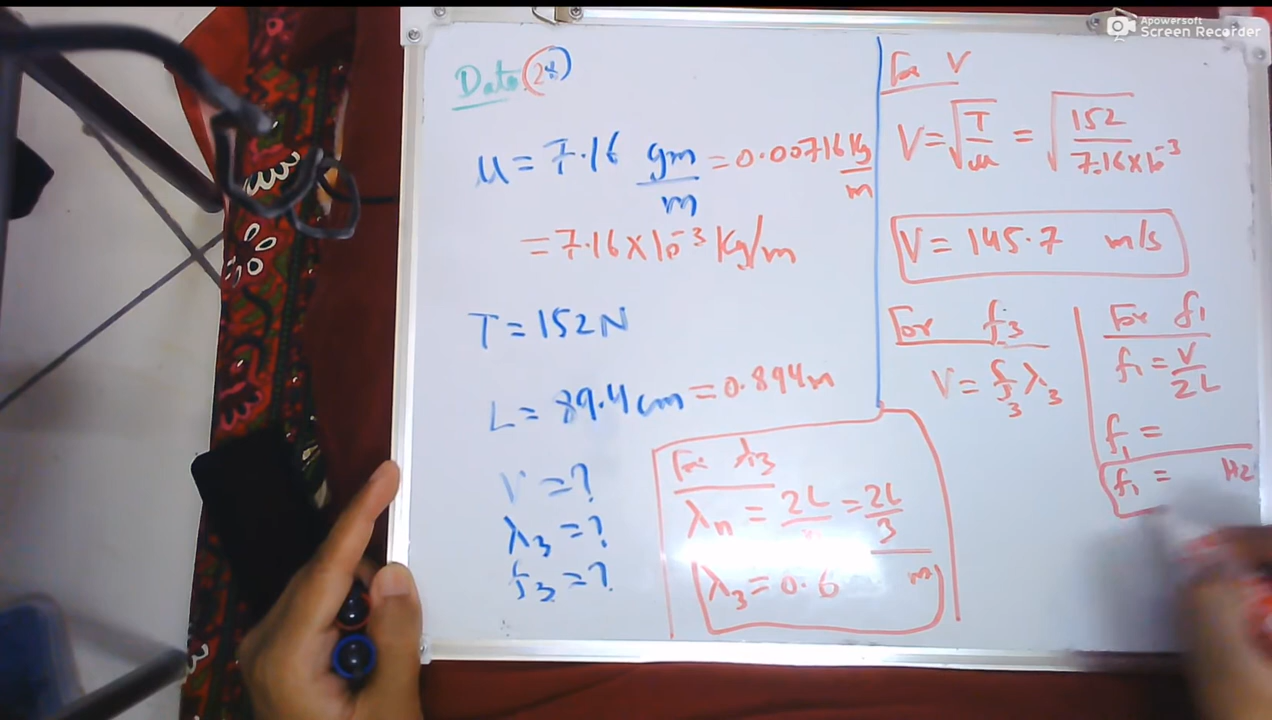 Apowersoft
Screen Recorder
Data (28)
μ = 7.16 gm/m = 0.00716 Kg/m
= 7.16 × 10⁻³ Kg/m
T = 152 N
L = 89.4 cm = 0.894 m
V = ?
λ₃ = ?
f₃ = ?
For λ₃
λn = 2L/n = 2L/3
λ₃ = 0.6 m
For V
V = √(T/μ) = √(152/7.16×10⁻³)
V = 145.7 m/s
For f₃
V = f₃ λ₃
For f₁
f₁ = V/2L
f₁ =
f₁ = Hz